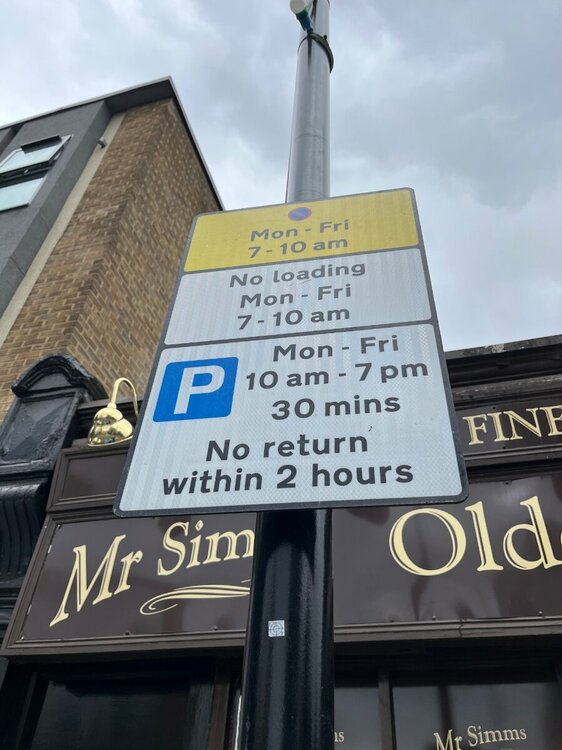 Mon - Fri
7 - 10 am
No loading
Mon - Fri
7 - 10 am
P
Mon - Fri
10 am - 7 pm
30 mins
No return
within 2 hours
FINE
Mr Simms
Old
Mr Simms